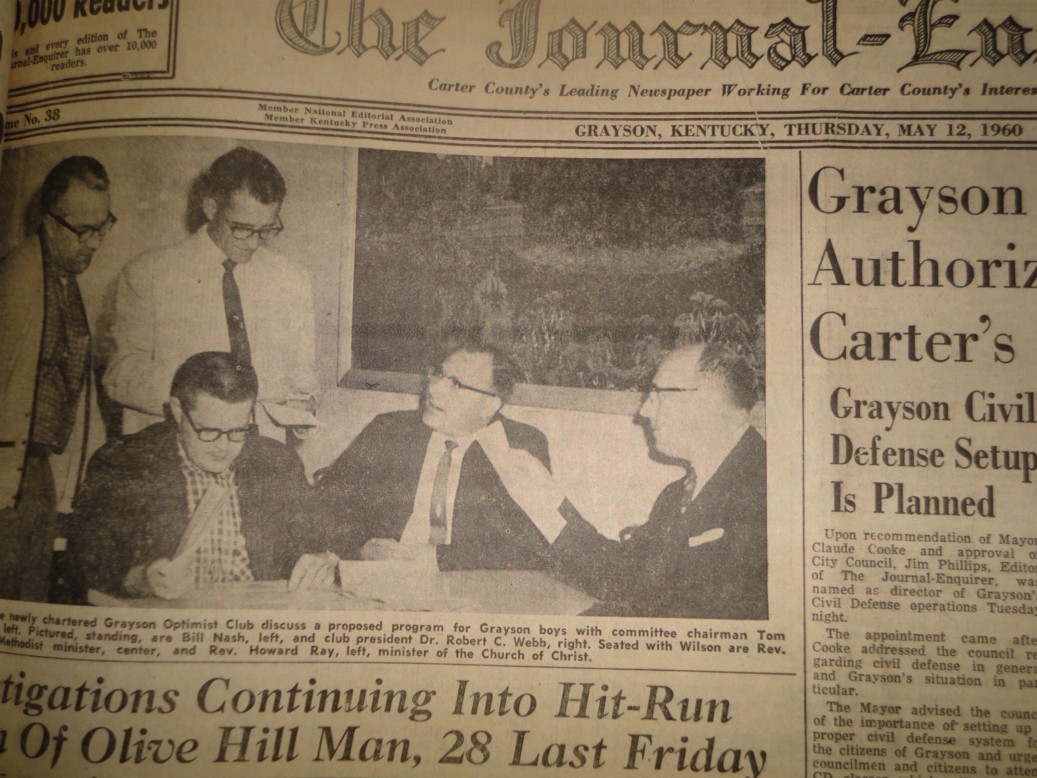 ,000 Readers
and every edition of The
-Enquirer has over 10,000
readers.
The Journal-En
Carter County's Leading Newspaper Working For Carter County's Interes
me No. 38
Member National Editorial Association
Member Kentucky Press Association
GRAYSON, KENTUCKY, THURSDAY, MAY 12, 1960
newly chartered Grayson Optimist Club discuss a proposed program for Grayson boys with committee chairman Tom
left. Pictured, standing, are Bill Nash, left, and club president Dr. Robert C. Webb, right. Seated with Wilson are Rev.
Methodist minister, center, and Rev. Howard Ray, left, minister of the Church of Christ.
tigations Continuing Into Hit-Run
Of Olive Hill Man, 28 Last Friday
Grayson
Authoriz
Carter's
Grayson Civil
Defense Setup
Is Planned
Upon recommendation of Mayor
Claude Cooke and approval o
City Council, Jim Phillips, Editor
of The Journal-Enquirer, was
named as director of Grayson's
Civil Defense operations Tuesday
night.
The appointment came afte
Cooke addressed the council re
garding civil defense in genera
and Grayson's situation in par
ticular.
The Mayor advised the counc
of the importance of setting up
proper civil defense system fo
the citizens of Grayson and urge
councilmen and citizens to atten